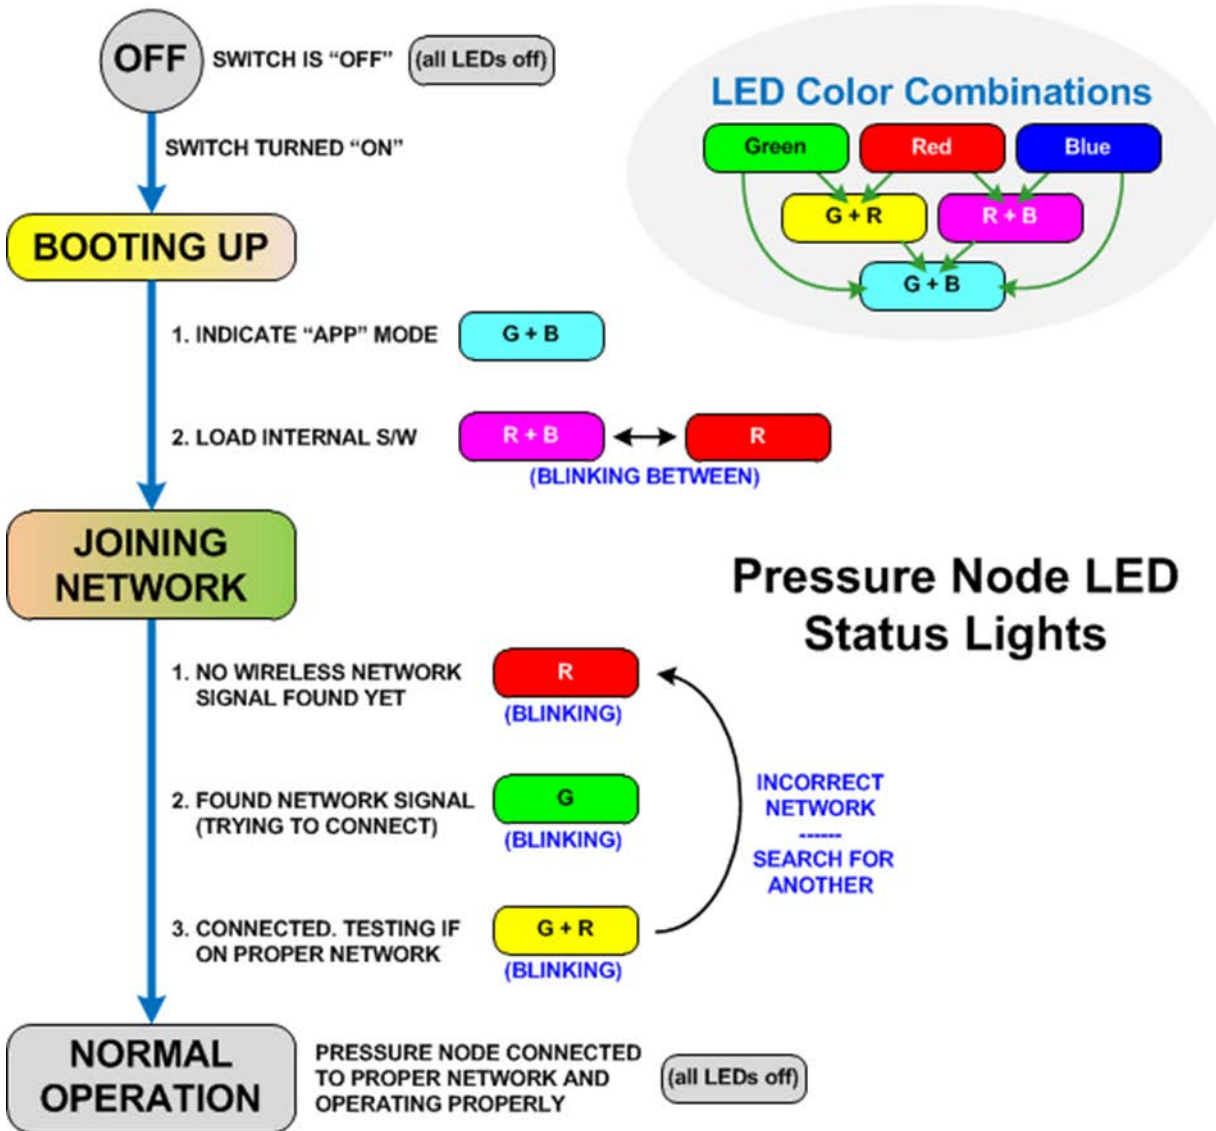 OFF
SWITCH IS “OFF”
(all LEDs off)
SWITCH TURNED “ON”
LED Color Combinations
Green
Red
Blue
G + R
R + B
G + B
BOOTING UP
1. INDICATE “APP” MODE
G + B
2. LOAD INTERNAL S/W
R + B
R
(BLINKING BETWEEN)
JOINING
NETWORK
Pressure Node LED
Status Lights
1. NO WIRELESS NETWORK
SIGNAL FOUND YET
R
(BLINKING)
2. FOUND NETWORK SIGNAL
(TRYING TO CONNECT)
G
(BLINKING)
INCORRECT
NETWORK
------
SEARCH FOR
ANOTHER
3. CONNECTED. TESTING IF
ON PROPER NETWORK
G + R
(BLINKING)
NORMAL
OPERATION
PRESSURE NODE CONNECTED
TO PROPER NETWORK AND
OPERATING PROPERLY
(all LEDs off)